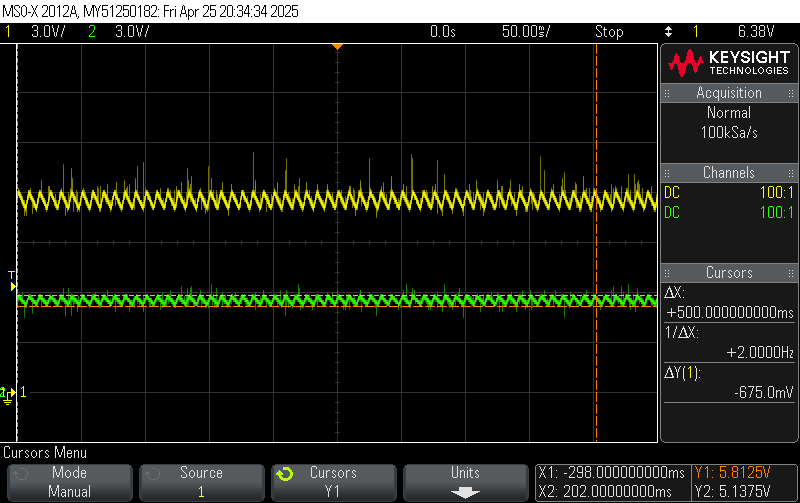 MSO-X 2012A, MY51250182: Fri Apr 25 20:34:34 2025
1 3.0V/ 2 3.0V/ 0.0s 50.00ms/ Stop 1 6.38V
KEYSIGHT
TECHNOLOGIES
Acquisition
Normal
100kSa/s
Channels
DC 100:1
DC 100:1
Cursors
ΔX:
+500.000000000ms
1/ΔX:
+2.0000Hz
ΔY(1):
-675.0mV
T
2 1
Cursors Menu
Mode
Manual
Source
1
Cursors
Y1
Units
X1: -298.000000000ms Y1: 5.8125V
X2: 202.000000000ms Y2: 5.1375V